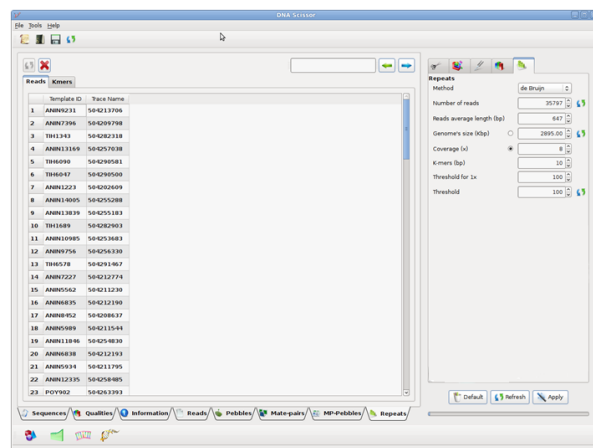 DNA Scissor
File Tools Help
Reads Kmers
Template ID Trace Name
1 ANIN9231 504213706
2 ANIN7396 504209798
3 TIH1343 504282318
4 ANIN13169 504257038
5 TIH6090 504290581
6 TIH6047 504290500
7 ANIN1223 504202609
8 ANIN14005 504255288
9 ANIN13839 504255183
10 TIH1689 504282903
11 ANIN10985 504253683
12 ANIN9756 504256330
13 TIH6578 504291467
14 ANIN7227 504212774
15 ANIN5562 504211230
16 ANIN6835 504212190
17 ANIN8452 504208637
18 ANIN5989 504211544
19 ANIN11846 504254830
20 ANIN6838 504212193
21 ANIN5934 504211795
22 ANIN12335 504258485
23 POY902 504263393
Sequences Qualities Information Reads Pebbles Mate-pairs MP-Pebbles Repeats
Repeats
Method de Bruijn
Number of reads 35797
Reads average length (bp) 647
Genome's size (Kbp) 2895.00
Coverage (x) 8
K-mers (bp) 10
Threshold for 1x 100
Threshold 100
Default Refresh Apply